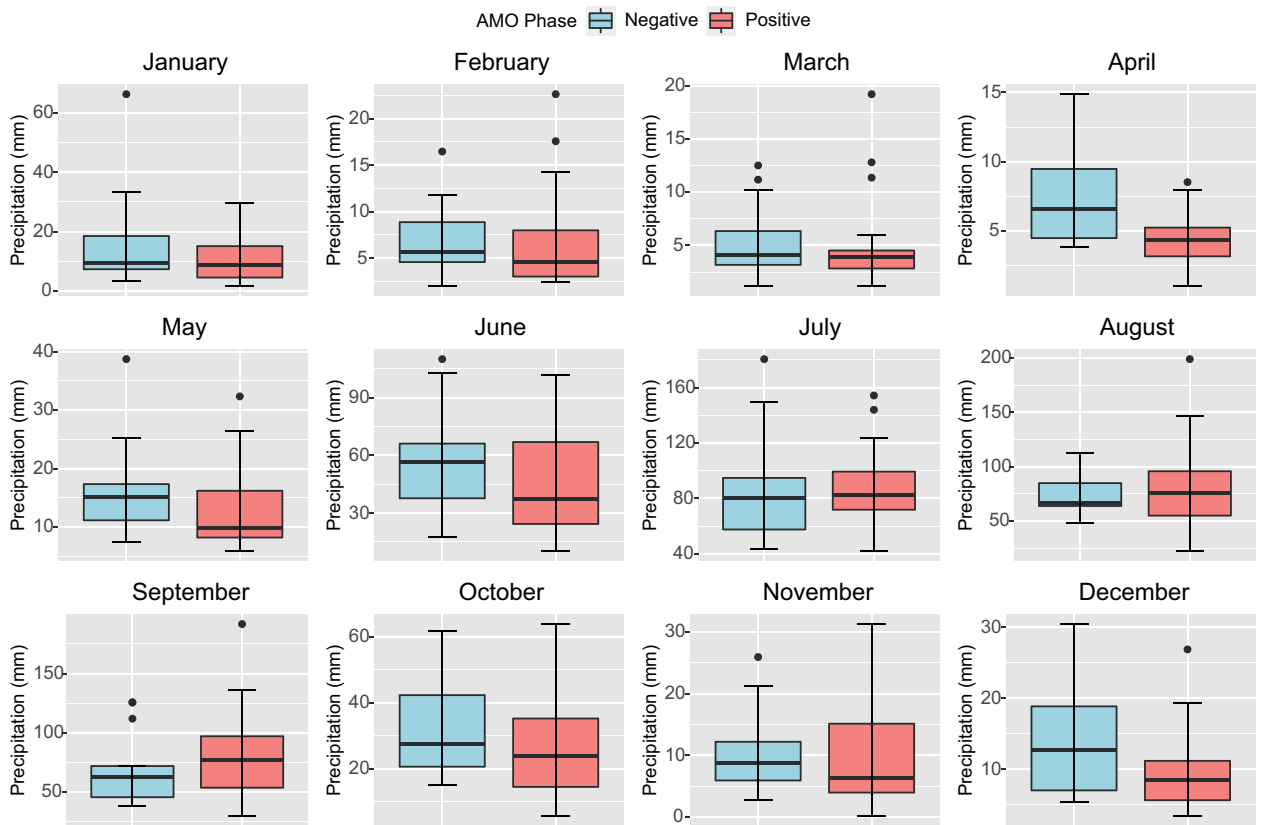 AMO Phase Negative Positive
January February March April
Precipitation (mm) 60 40 20 0
Precipitation (mm) 20 15 10 5
Precipitation (mm) 20 15 10 5
Precipitation (mm) 15 10 5
May June July August
Precipitation (mm) 40 30 20 10
Precipitation (mm) 90 60 30
Precipitation (mm) 160 120 80 40
Precipitation (mm) 200 150 100 50
September October November December
Precipitation (mm) 150 100 50
Precipitation (mm) 60 40 20
Precipitation (mm) 30 20 10 0
Precipitation (mm) 30 20 10